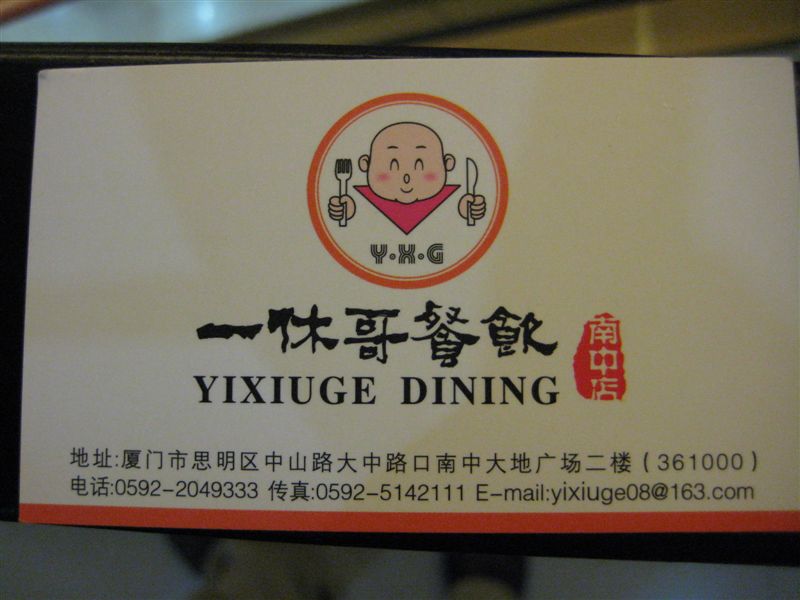 Y·X·G
一休哥餐飲
南中店
YIXIUGE DINING
地址:厦门市思明区中山路大中路口南中大地广场二楼(361000)
电话:0592-2049333 传真:0592-5142111 E-mail:yixiuge08@163.com